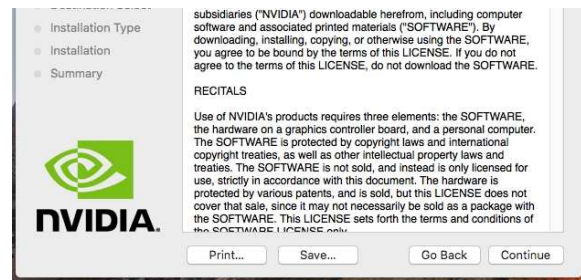 Installation Type
Installation
Summary
subsidiaries ("NVIDIA") downloadable herefrom, including computer
software and associated printed materials ("SOFTWARE"). By
downloading, installing, copying, or otherwise using the SOFTWARE,
you agree to be bound by the terms of this LICENSE. If you do not
agree to the terms of this LICENSE, do not download the SOFTWARE.
RECITALS
Use of NVIDIA's products requires three elements: the SOFTWARE,
the hardware on a graphics controller board, and a personal computer.
The SOFTWARE is protected by copyright laws and international
copyright treaties, as well as other intellectual property laws and
treaties. The SOFTWARE is not sold, and instead is only licensed for
use, strictly in accordance with this document. The hardware is
protected by various patents, and is sold, but this LICENSE does not
cover that sale, since it may not necessarily be sold as a package with
the SOFTWARE. This LICENSE sets forth the terms and conditions of
the SOFTWARE LICENSE only.
NVIDIA.
Print...
Save...
Go Back
Continue